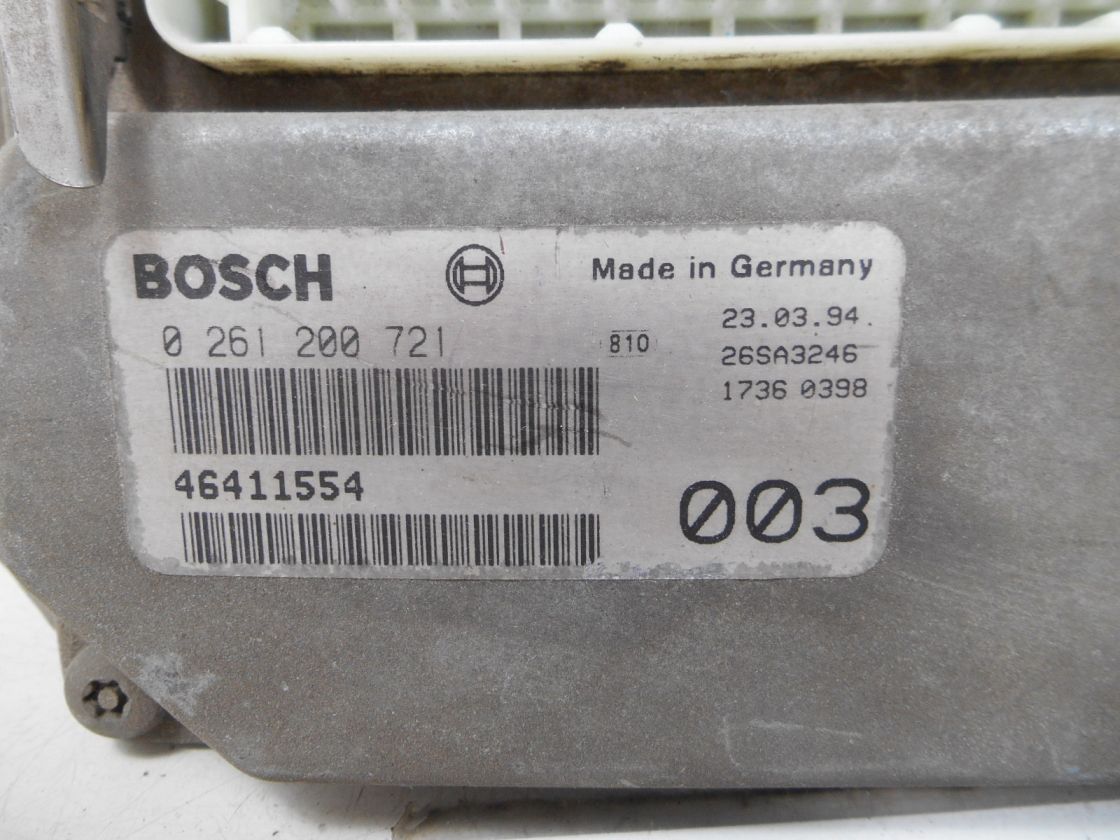 BOSCH
Made in Germany
0 261 200 721
810
23.03.94.
26SA3246
1736 0398
46411554
003